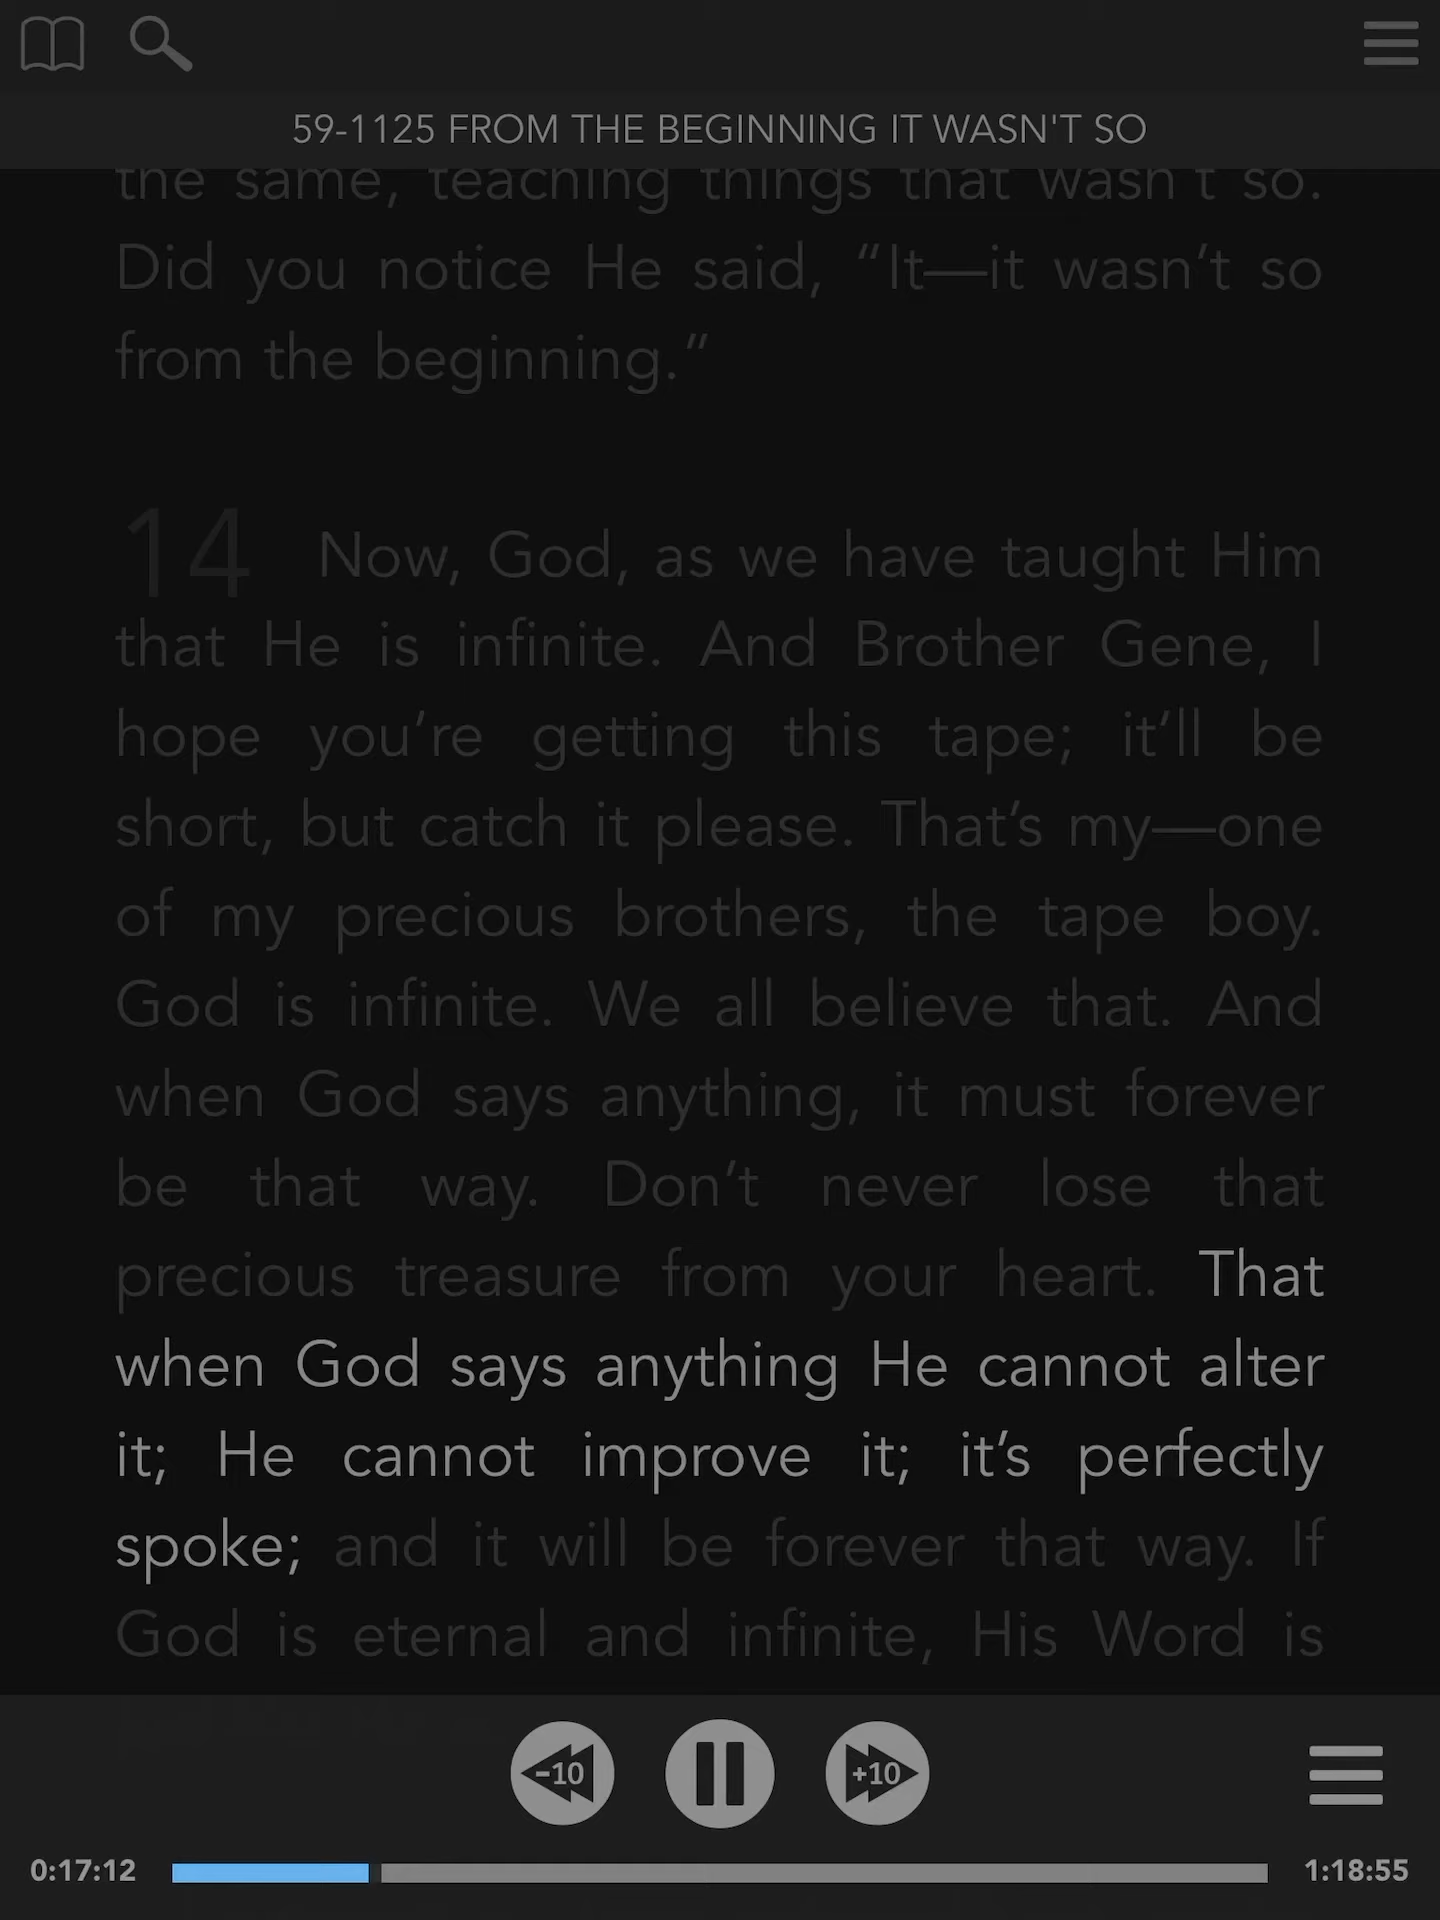 59-1125 FROM THE BEGINNING IT WASN'T SO
the same, teaching things that wasn't so.
Did you notice He said, “It—it wasn’t so
from the beginning.”
14 Now, God, as we have taught Him
that He is infinite. And Brother Gene, I
hope you’re getting this tape; it’ll be
short, but catch it please. That’s my—one
of my precious brothers, the tape boy.
God is infinite. We all believe that. And
when God says anything, it must forever
be that way. Don’t never lose that
precious treasure from your heart. That
when God says anything He cannot alter
it; He cannot improve it; it’s perfectly
spoke; and it will be forever that way. If
God is eternal and infinite, His Word is
-10 +10
0:17:12 1:18:55